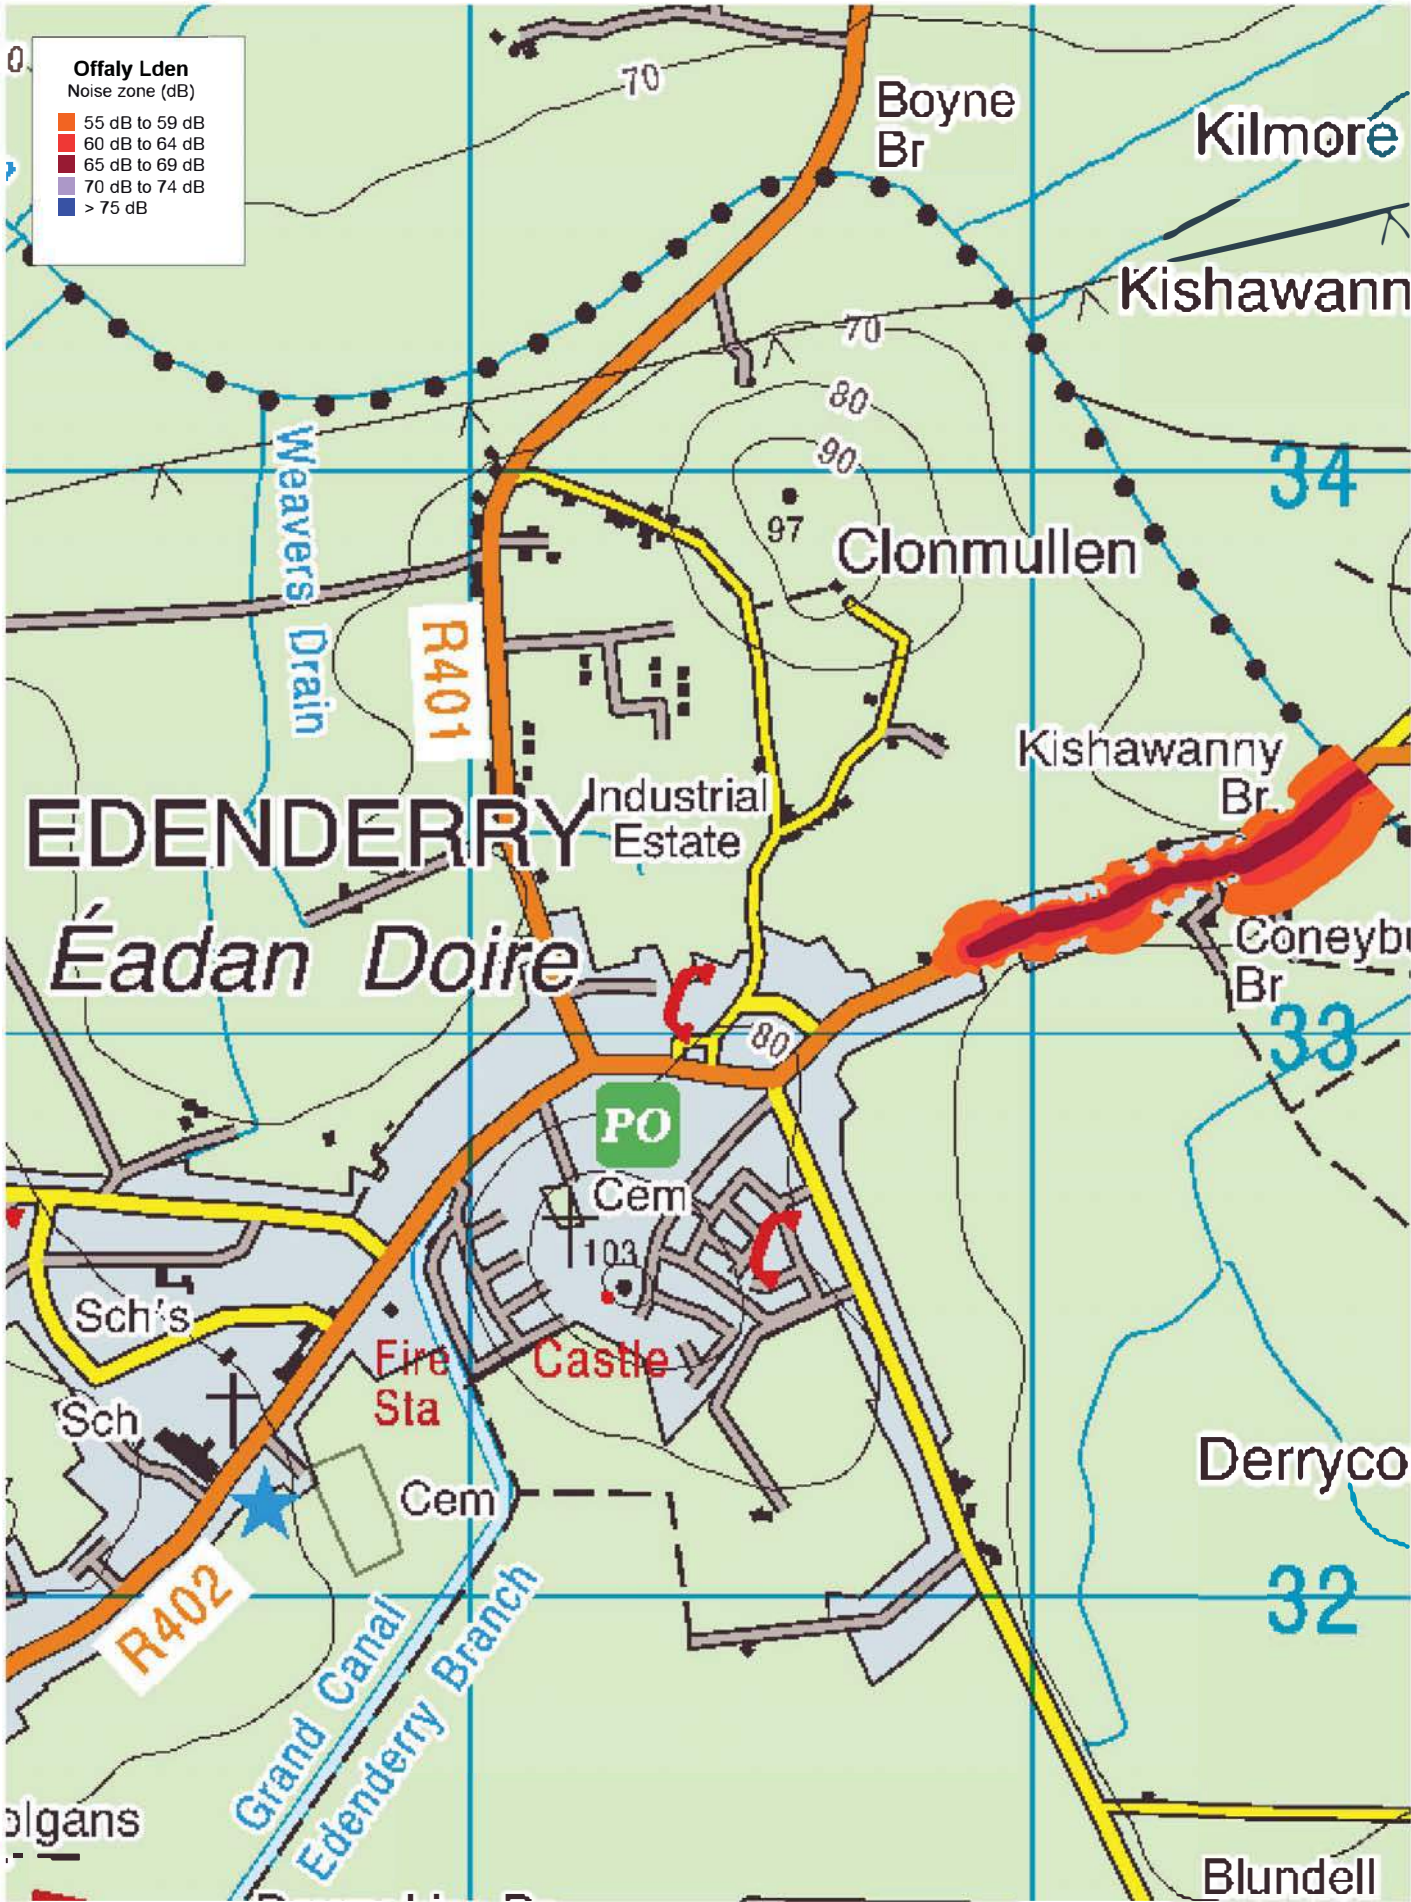 Offaly Lden
Noise zone (dB)
55 dB to 59 dB
60 dB to 64 dB
65 dB to 69 dB
70 dB to 74 dB
> 75 dB
0
70
Boyne
Br
Kilmore
Kishawann
70
80
90
97
34
Clonmullen
Weavers Drain
R401
Kishawanny
Br
Industrial
Estate
EDENDERRY
Éadan Doire
Coneybu
Br
33
80
PO
Cem
103
Sch's
Fire
Sta
Castle
Sch
Cem
Derryco
R402
32
Grand Canal
Edenderry Branch
olgans
Blundell